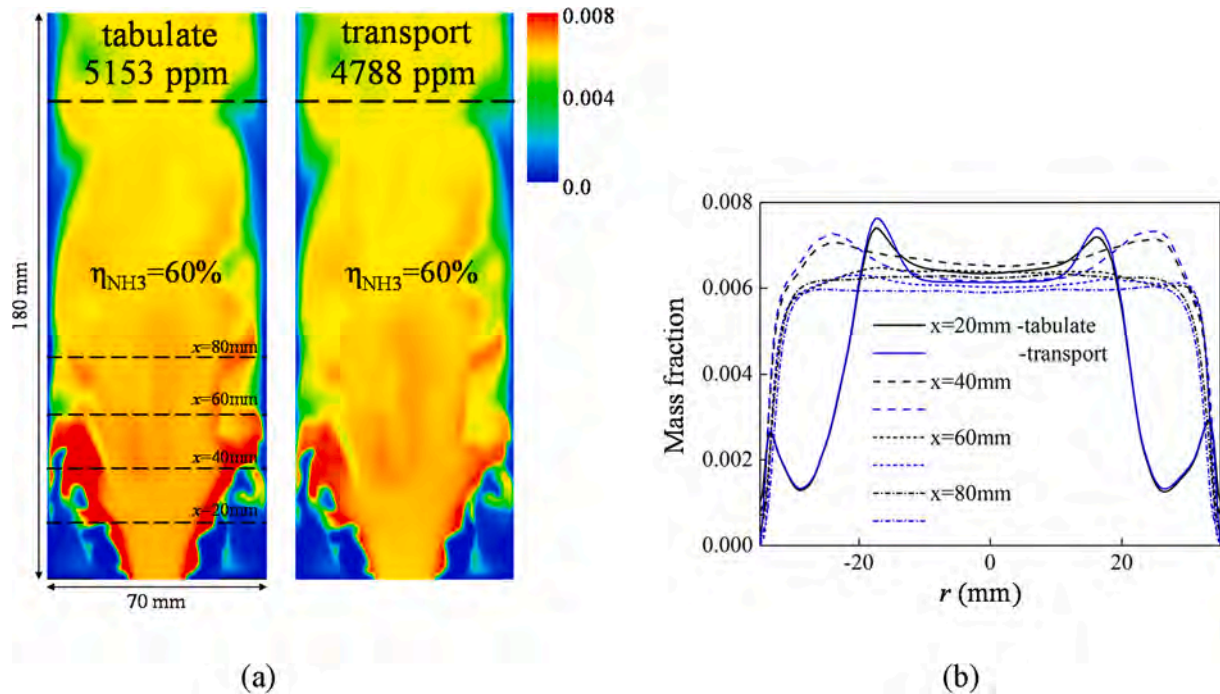 tabulate
5153 ppm
transport
4788 ppm
0.008
0.004
0.0
180 mm
ηNH3=60%
ηNH3=60%
x=80mm
x=60mm
x=40mm
x=20mm
70 mm
(a)
0.008
0.006
0.004
0.002
0.000
Mass fraction
x=20mm -tabulate
-transport
x=40mm
x=60mm
x=80mm
-20
0
20
r (mm)
(b)